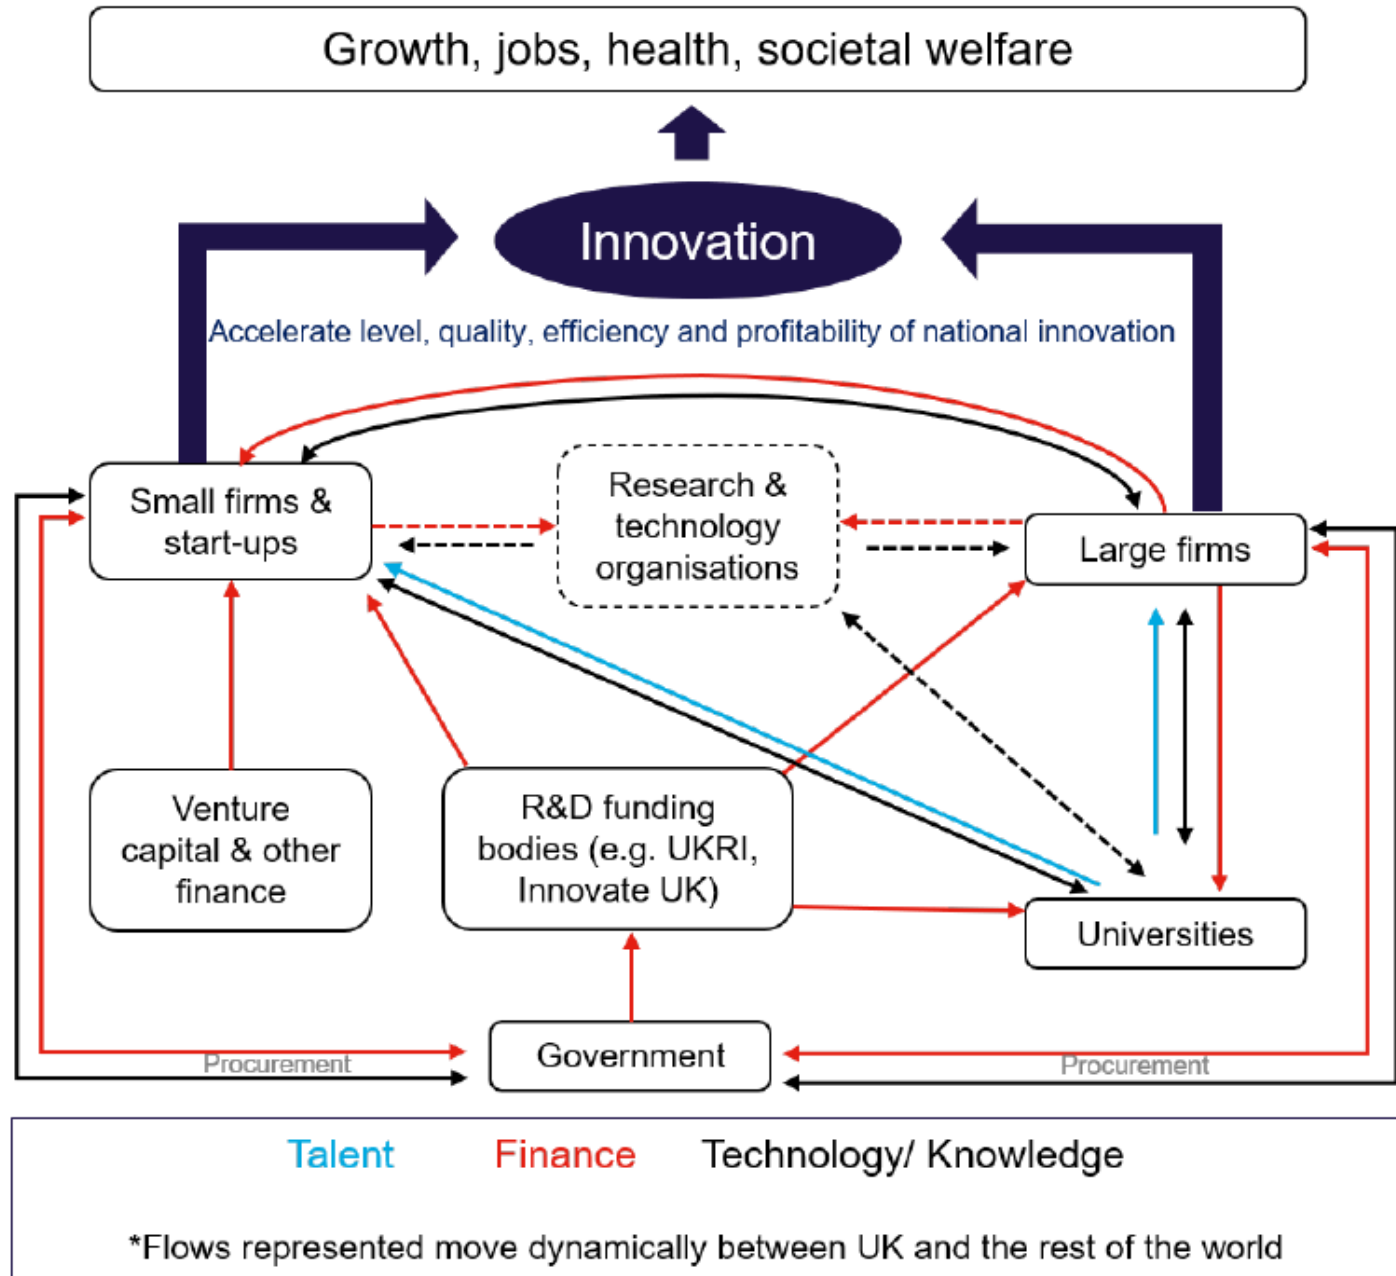 Growth, jobs, health, societal welfare
Innovation
Accelerate level, quality, efficiency and profitability of national innovation
Small firms &
start-ups
Research &
technology
organisations
Large firms
Venture
capital & other
finance
R&D funding
bodies (e.g. UKRI,
Innovate UK)
Universities
Government
Procurement
Procurement
Talent
Finance
Technology/ Knowledge
*Flows represented move dynamically between UK and the rest of the world